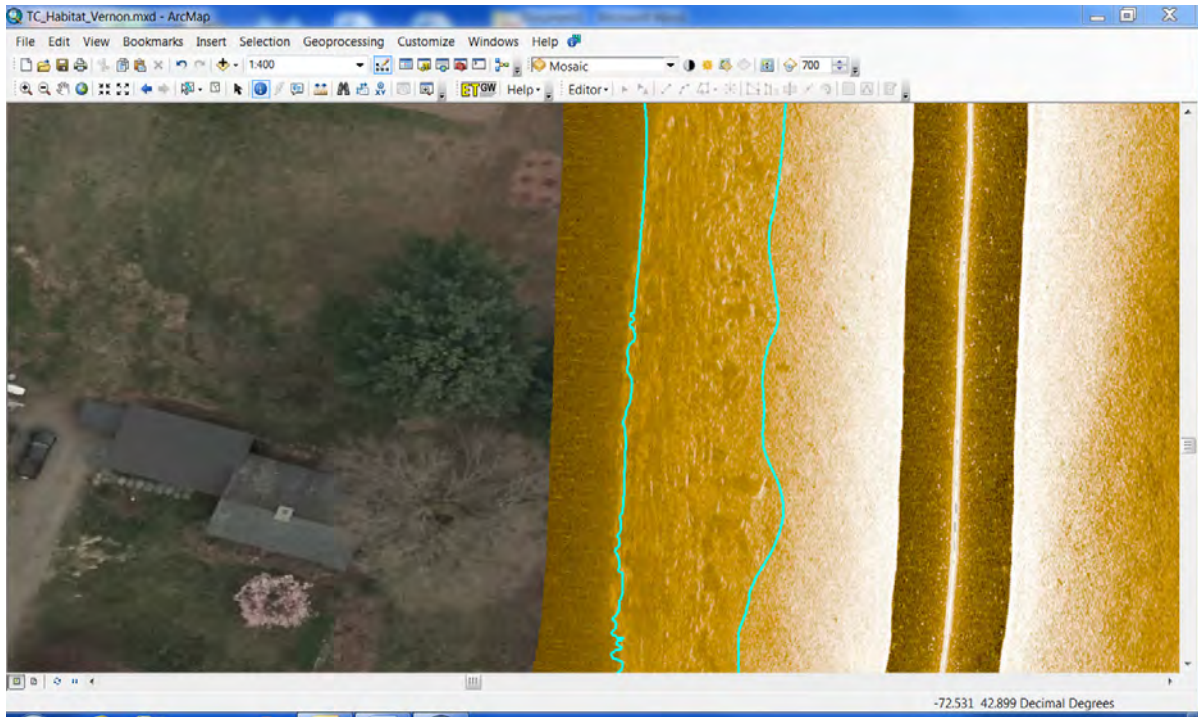 TC_Habitat_Vernon.mxd - ArcMap
File Edit View Bookmarks Insert Selection Geoprocessing Customize Windows Help
1:400 Mosaic 700
ET GW Help Editor
-72.531 42.899 Decimal Degrees